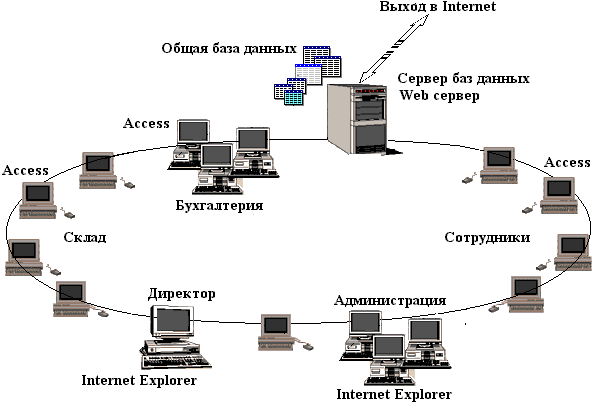 Выход в Internet
Общая база данных
Сервер баз данных
Web сервер
Access
Access
Access
Бухгалтерия
Склад
Сотрудники
Директор
Администрация
Internet Explorer
Internet Explorer